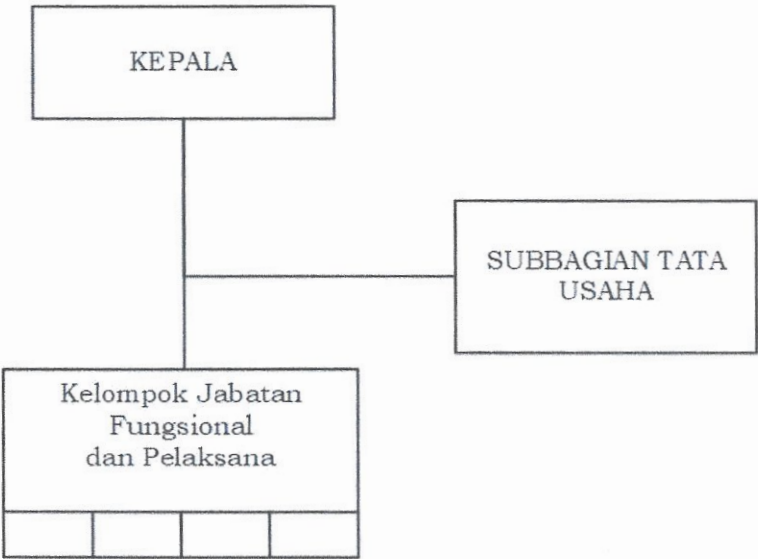 KEPALA
SUBBAGIAN TATA
USAHA
Kelompok Jabatan
Fungsional
dan Pelaksana